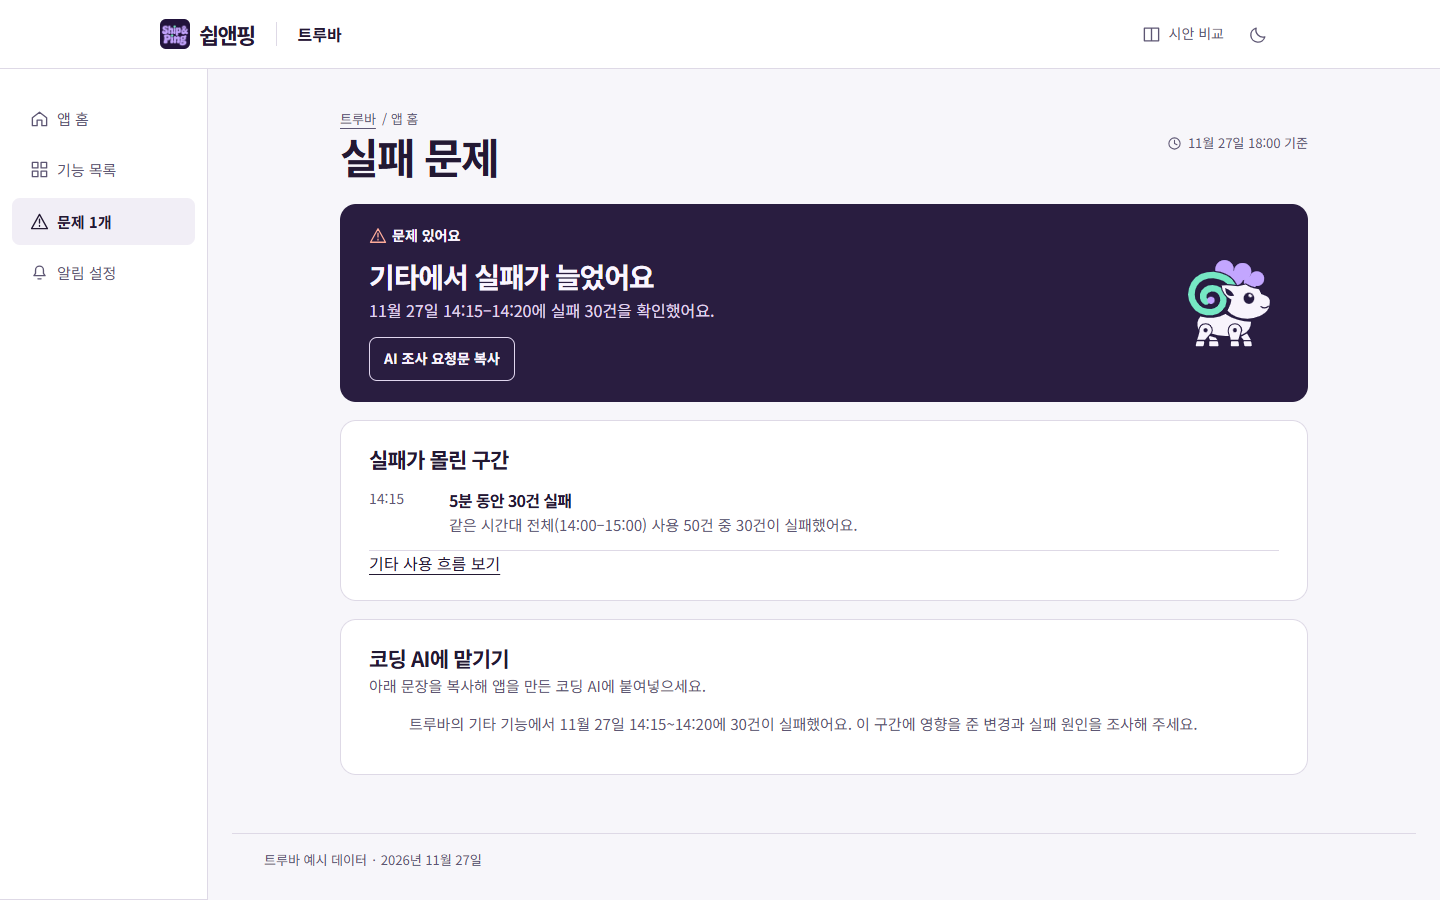 Ship&
Ping
쉽앤핑
트루바
시안 비교
앱 홈
기능 목록
문제 1개
알림 설정
트루바 / 앱 홈
실패 문제
11월 27일 18:00 기준
문제 있어요
기타에서 실패가 늘었어요
11월 27일 14:15–14:20에 실패 30건을 확인했어요.
AI 조사 요청문 복사
실패가 몰린 구간
14:15
5분 동안 30건 실패
같은 시간대 전체(14:00–15:00) 사용 50건 중 30건이 실패했어요.
기타 사용 흐름 보기
코딩 AI에 맡기기
아래 문장을 복사해 앱을 만든 코딩 AI에 붙여넣으세요.
트루바의 기타 기능에서 11월 27일 14:15~14:20에 30건이 실패했어요. 이 구간에 영향을 준 변경과 실패 원인을 조사해 주세요.
트루바 예시 데이터 · 2026년 11월 27일